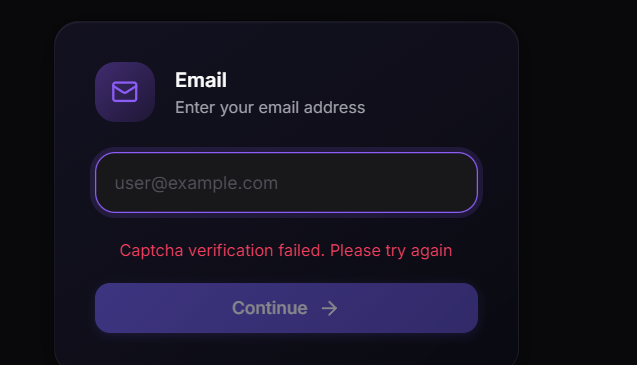 Email
Enter your email address
user@example.com
Captcha verification failed. Please try again
Continue →